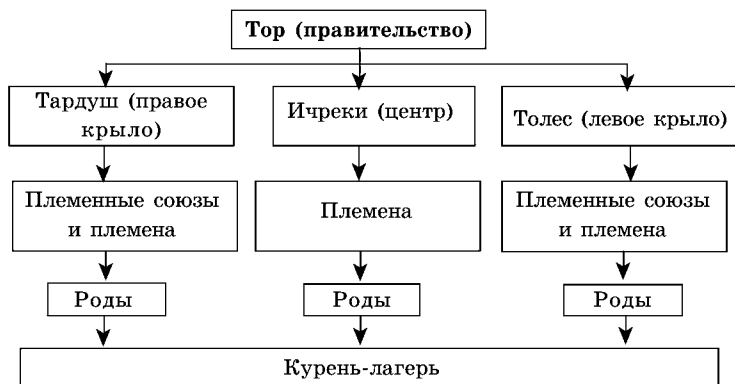 Тор (правительство)
Тардуш (правое
крыло)
Ичреки (центр)
Толес (левое крыло)
Племенные союзы
и племена
Племена
Племенные союзы
и племена
Роды
Роды
Роды
Курень-лагерь